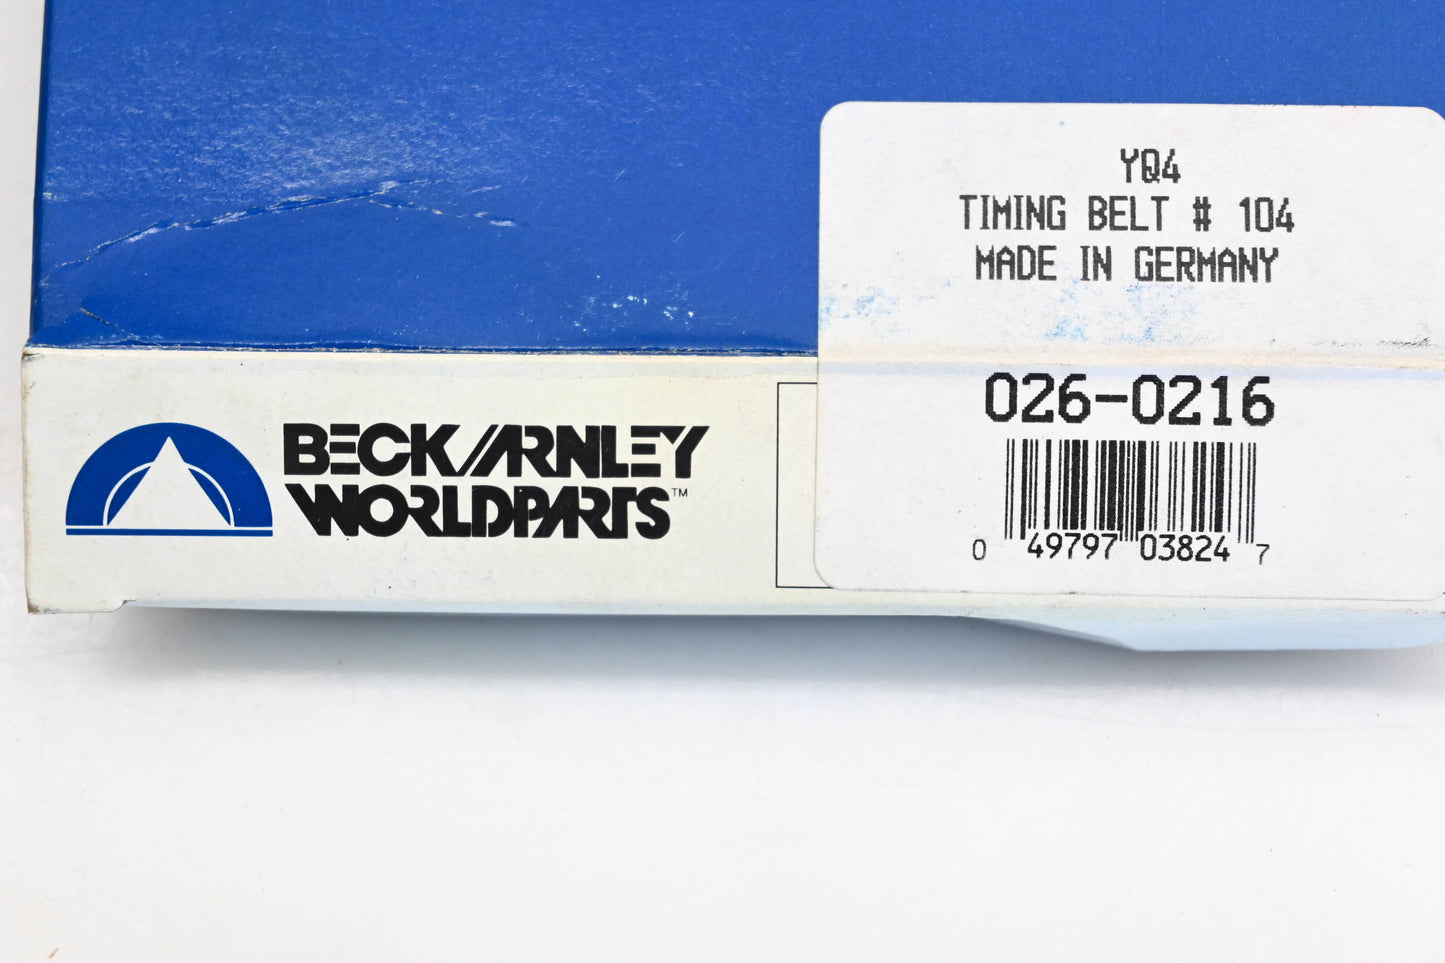 YQ4
TIMING BELT # 104
MADE IN GERMANY
026-0216
0 49797 03824 7
BECK/ARNLEY
WORLDPARTS™